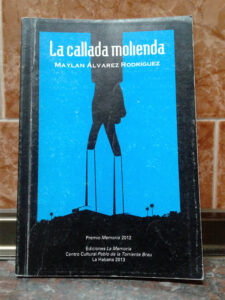 La callada molienda
MAYLAN ÁLVAREZ RODRÍGUEZ
Premio Memoria 2012
Ediciones La Memoria
Centro Cultural Pablo de la Torriente Brau
La Habana 2013